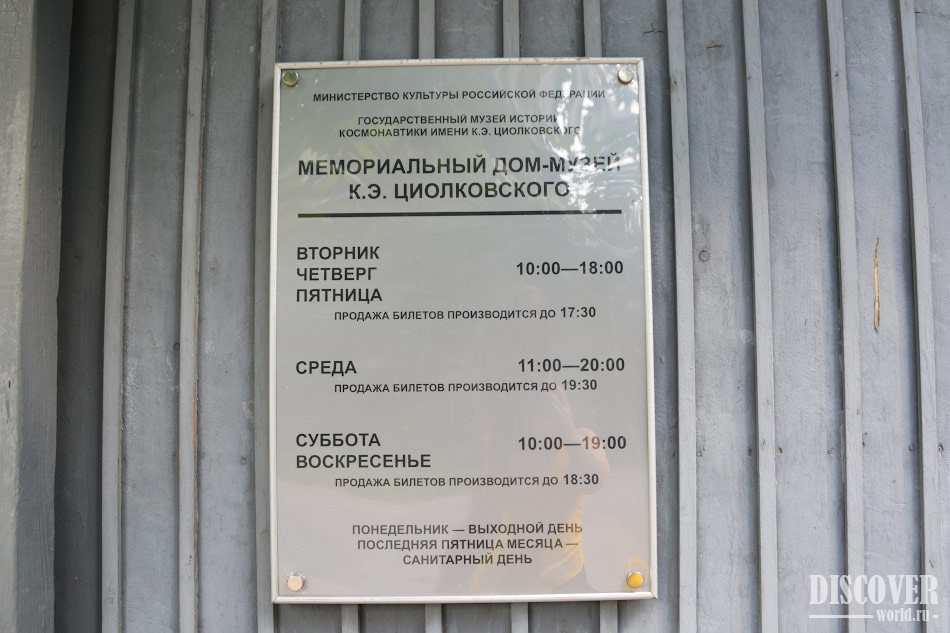 МИНИСТЕРСТВО КУЛЬТУРЫ РОССИЙСКОЙ ФЕДЕРАЦИИ
ГОСУДАРСТВЕННЫЙ МУЗЕЙ ИСТОРИИ
КОСМОНАВТИКИ ИМЕНИ К.Э. ЦИОЛКОВСКОГО
МЕМОРИАЛЬНЫЙ ДОМ-МУЗЕЙ
К.Э. ЦИОЛКОВСКОГО
ВТОРНИК
ЧЕТВЕРГ 10:00—18:00
ПЯТНИЦА
ПРОДАЖА БИЛЕТОВ ПРОИЗВОДИТСЯ ДО 17:30
СРЕДА 11:00—20:00
ПРОДАЖА БИЛЕТОВ ПРОИЗВОДИТСЯ ДО 19:30
СУББОТА 10:00—19:00
ВОСКРЕСЕНЬЕ
ПРОДАЖА БИЛЕТОВ ПРОИЗВОДИТСЯ ДО 18:30
ПОНЕДЕЛЬНИК — ВЫХОДНОЙ ДЕНЬ
ПОСЛЕДНЯЯ ПЯТНИЦА МЕСЯЦА —
САНИТАРНЫЙ ДЕНЬ
DISCOVER
world.ru